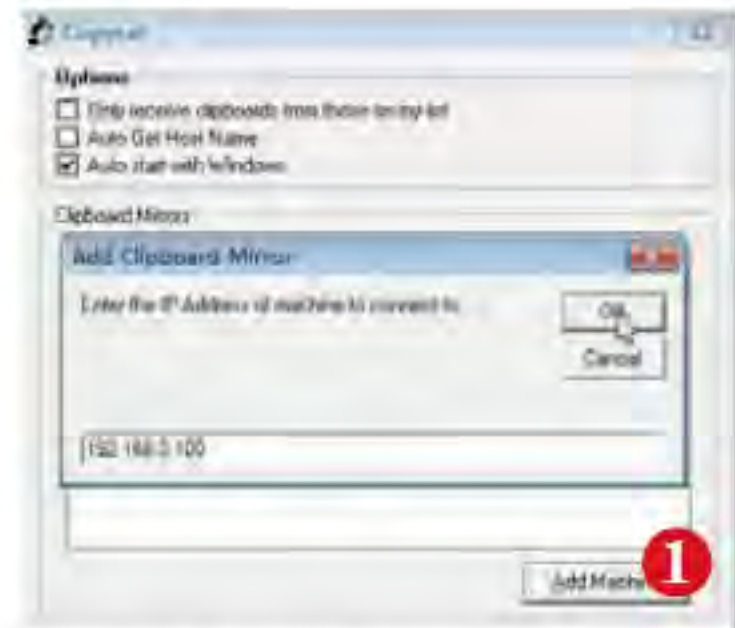 Options
Only receive clipboards from those on my list
Auto Get Host Name
Auto start with Windows
Clipboard Mirrors
Add Clipboard Mirror
Enter the IP Address of machine to connect to
OK
Cancel
192.168.0.100
Add
1